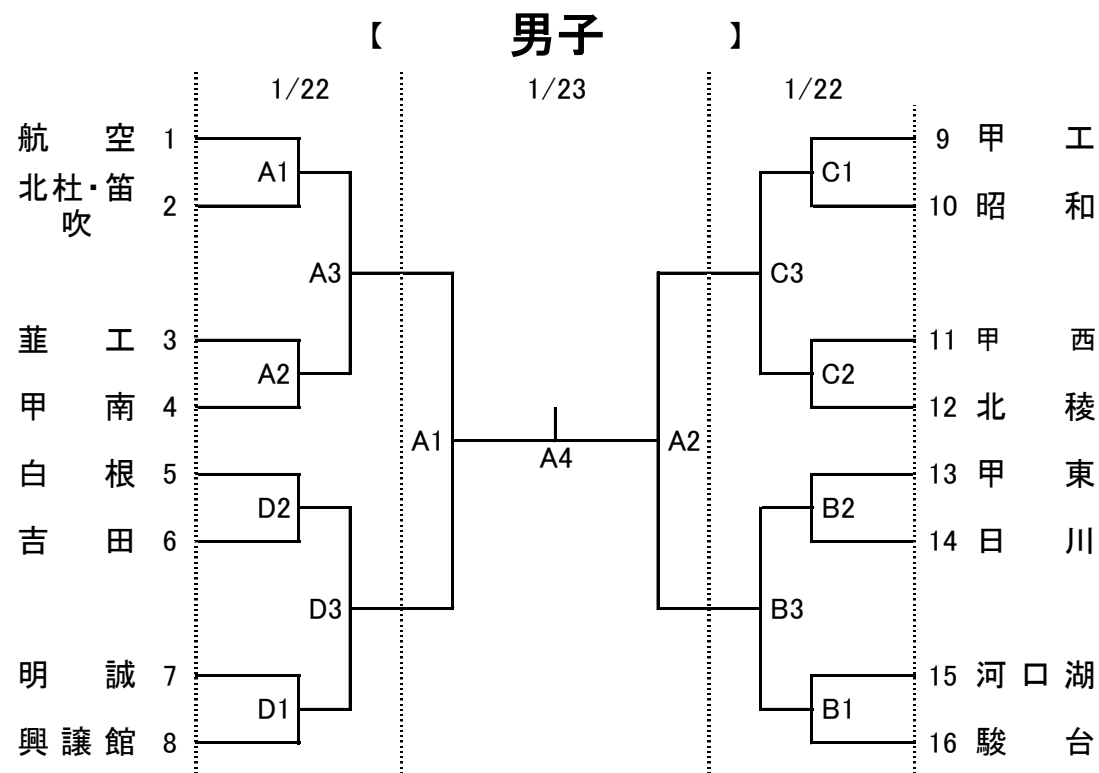 【 男子 】
1/22 1/23 1/22
航空 1
A1
北杜・笛吹 2
A3
韮工 3
A2
甲南 4
A1
白根 5
D2
吉田 6
D3
明誠 7
D1
興譲館 8
A4
9 甲工
C1
10 昭和
C3
11 甲西
C2
12 北稜
A2
13 甲東
B2
14 日川
B3
15 河口湖
B1
16 駿台